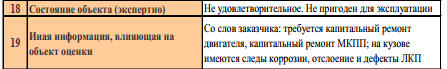 18 Состояние объекта (экспертно) Не удовлетворительное. Не пригоден для эксплуатации
19 Иная информация, влияющая на объект оценки
Со слов заказчика: требуется капитальный ремонт
двигателя, капитальный ремонт МКПП; на кузове
имеются следы коррозии, отслоение и дефекты ЛКП